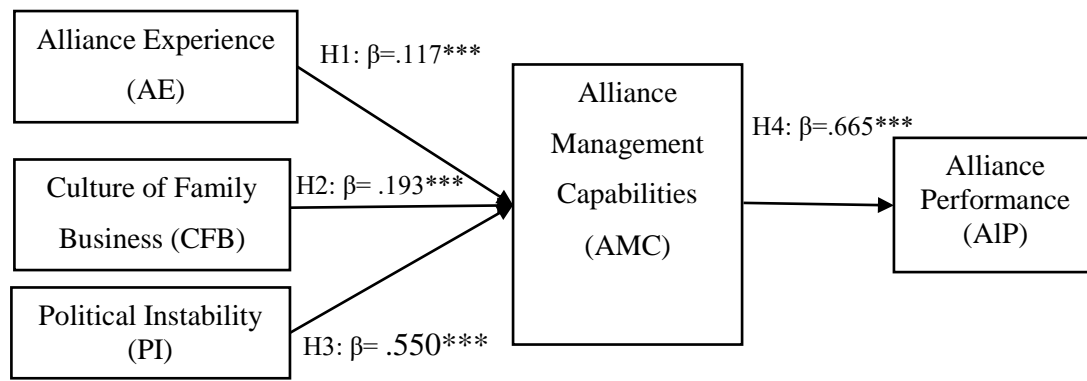 Alliance Experience
(AE)
H1: β=.117***
Culture of Family
Business (CFB)
H2: β= .193***
Political Instability
(PI)
H3: β= .550***
Alliance
Management
Capabilities
(AMC)
H4: β=.665***
Alliance
Performance
(AlP)